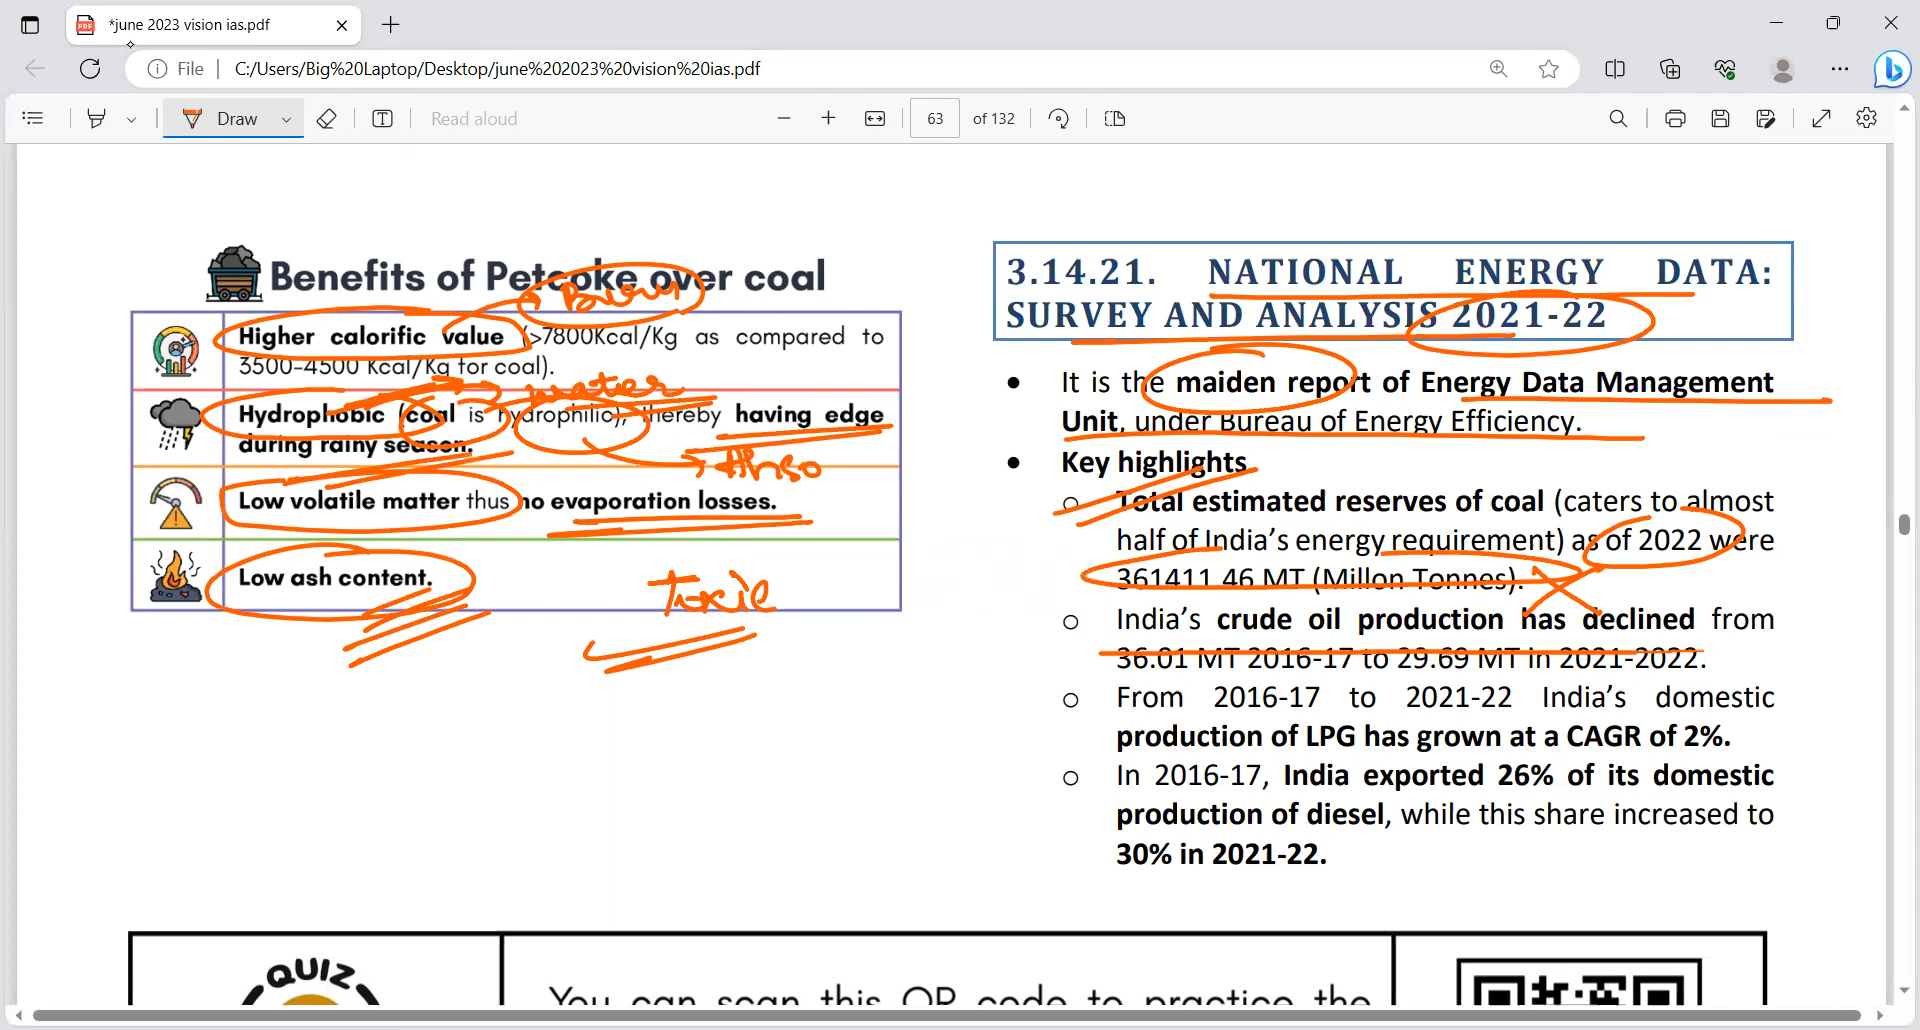 *june 2023 vision ias.pdf
File
C:/Users/Big%20Laptop/Desktop/june%202023%20vision%20ias.pdf
Draw
Read aloud
63
of 132
Benefits of Petcoke over coal
Burn
Higher calorific value (>7800Kcal/Kg as compared to
3500-4500 Kcal/Kg for coal).
water
Hydrophobic (coal is hydrophilic), thereby having edge
during rainy season.
Low volatile matter thus no evaporation losses.
Low ash content.
Toxic
3.14.21. NATIONAL ENERGY DATA:
SURVEY AND ANALYSIS 2021-22
• It is the maiden report of Energy Data Management
Unit, under Bureau of Energy Efficiency.
• Key highlights
o Total estimated reserves of coal (caters to almost
half of India's energy requirement) as of 2022 were
361411.46 MT (Millon Tonnes).
o India's crude oil production has declined from
36.01 MT 2016-17 to 29.69 MT in 2021-2022.
o From 2016-17 to 2021-22 India's domestic
production of LPG has grown at a CAGR of 2%.
o In 2016-17, India exported 26% of its domestic
production of diesel, while this share increased to
30% in 2021-22.
QUIZ
You can scan this QR code to practice the